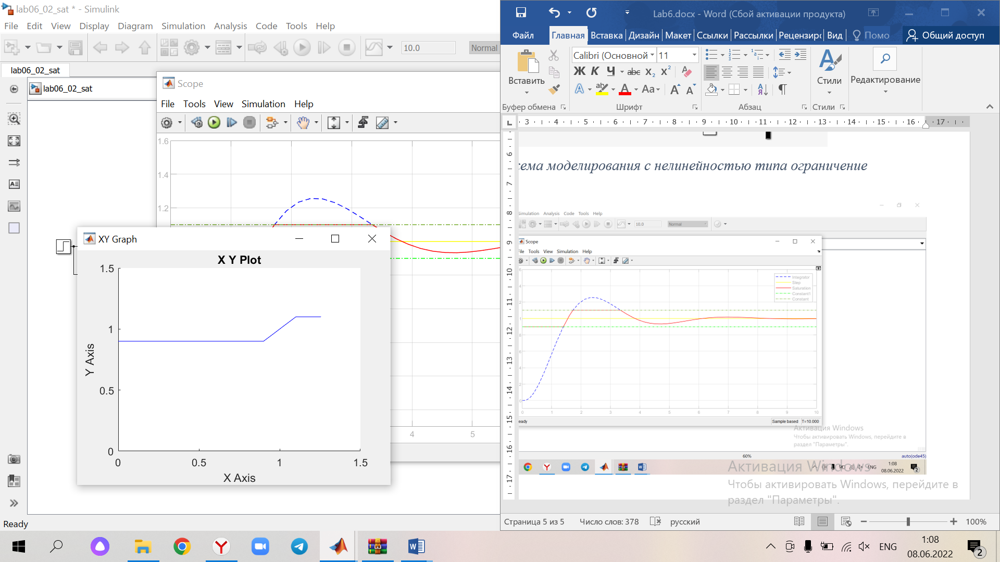 lab06_02_sat * - Simulink
File Edit View Display Diagram Simulation Analysis Code Tools Help
10.0 Normal
lab06_02_sat
lab06_02_sat
Scope
File Tools View Simulation Help
1.6
1.4
1.2
4 5
XY Graph
X Y Plot
1.5
1
0.5
0
Y Axis
0 0.5 1 1.5
X Axis
Ready
Lab6.docx - Word (Сбой активации продукта)
Файл Главная Вставка Дизайн Макет Ссылки Рассылки Рецензир Вид Помо Общий доступ
Calibri (Основной 11
Ж К Ч abc X₂ X²
Вставить
Стили
Редактирование
Aa
Буфер обмена Шрифт Абзац Стили
3 4 5 6 7 8 9 10 11 12 13 14 15 16 17
6
7
8
9
10
11
12
13
14
15
16
17
ема моделирования с нелинейностью типа ограничение
Simulation Analysis Code Tools Help
10.0 Normal
Scope
File Tools View Simulation Help
Integrator
Step
Saturation
Constant1
Constant
0 1 2 3 4 5 6 7 8 9 10
eady Sample based T=10.000
Активация Windows
Чтобы активировать Windows, перейдите в
раздел "Параметры".
60% auto(ode45)
ENG 1:08
08.06.2022
2
Активация Windows
Чтобы активировать Windows, перейдите в
раздел "Параметры".
Страница 5 из 5 Число слов: 378 русский 100%
ENG 1:08
08.06.2022
2